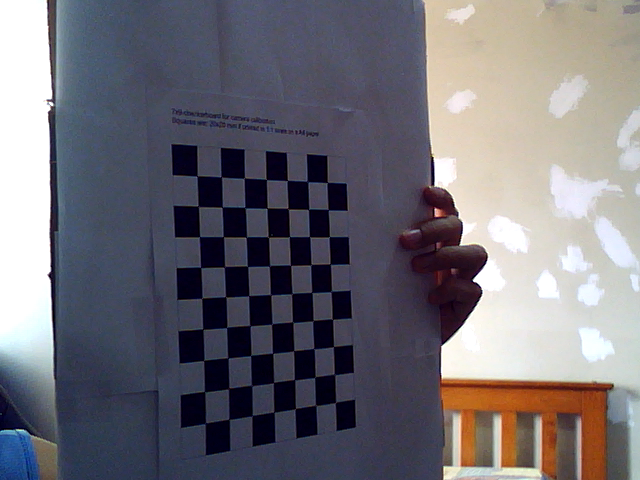 7x9-checkerboard for camera calibration
Squares size: 20x20 mm if printed in 1:1 scale on a A4 paper